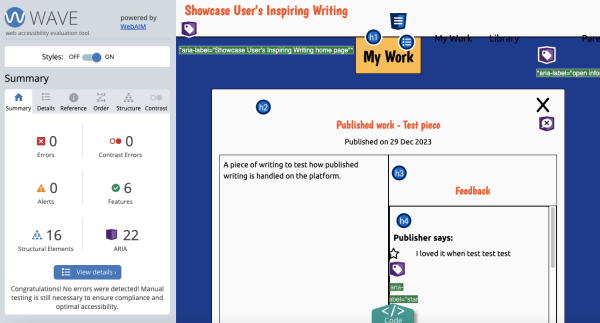 WAVE
web accessibility evaluation tool
powered by
WebAIM
Styles: OFF ON
Summary
Summary Details Reference Order Structure Contrast
0 Errors
0 Contrast Errors
0 Alerts
6 Features
16 Structural Elements
22 ARIA
View details ›
Congratulations! No errors were detected! Manual
testing is still necessary to ensure compliance and
optimal accessibility.
Showcase User's Inspiring Writing
*aria-label="Showcase User's Inspiring Writing home page"*
h1
My Work
My Work Library
*aria-label="open info
h2
X
Published work - Test piece
Published on 29 Dec 2023
A piece of writing to test how published
writing is handled on the platform.
h3
Feedback
h4
Publisher says:
I loved it when test test test
*aria-
label="star
</>
Code